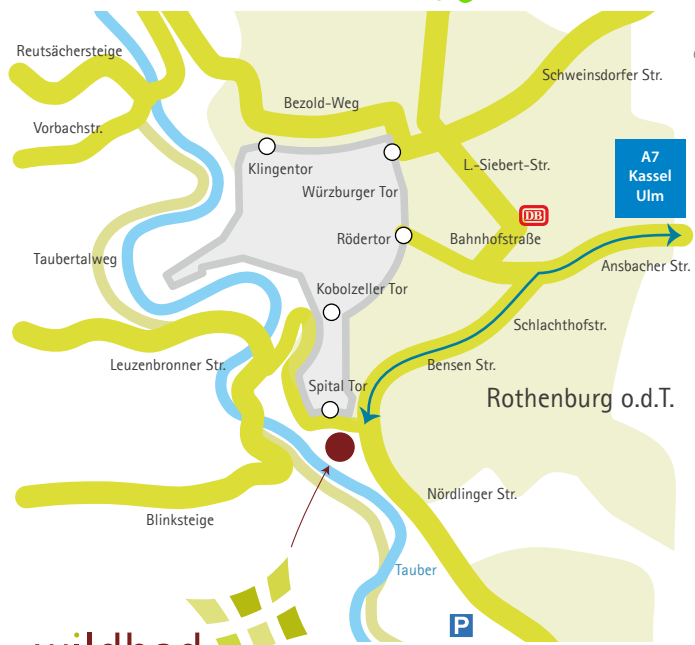 Reutsächersteige
Schweinsdorfer Str.
Bezold-Weg
Vorbachstr.
A7
Kassel
Ulm
Klingentor
L.-Siebert-Str.
Würzburger Tor
DB
Rödertor
Bahnhofstraße
Taubertalweg
Ansbacher Str.
Kobolzeller Tor
Schlachthofstr.
Leuzenbronner Str.
Bensen Str.
Spital Tor
Rothenburg o.d.T.
Nördlinger Str.
Blinksteige
Tauber
P
wildbad